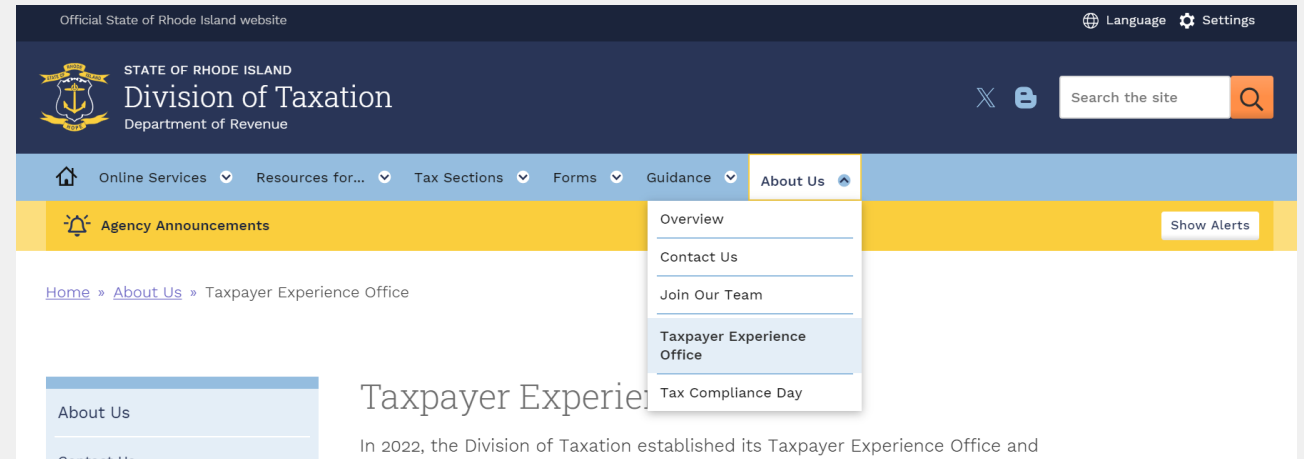 Official State of Rhode Island website
Language
Settings
STATE OF RHODE ISLAND
Division of Taxation
Department of Revenue
Search the site
Online Services
Resources for...
Tax Sections
Forms
Guidance
About Us
Agency Announcements
Show Alerts
Overview
Contact Us
Join Our Team
Taxpayer Experience
Office
Tax Compliance Day
Home » About Us » Taxpayer Experience Office
About Us
Taxpayer
In 2022, the Division of Taxation established its Taxpayer Experience Office and